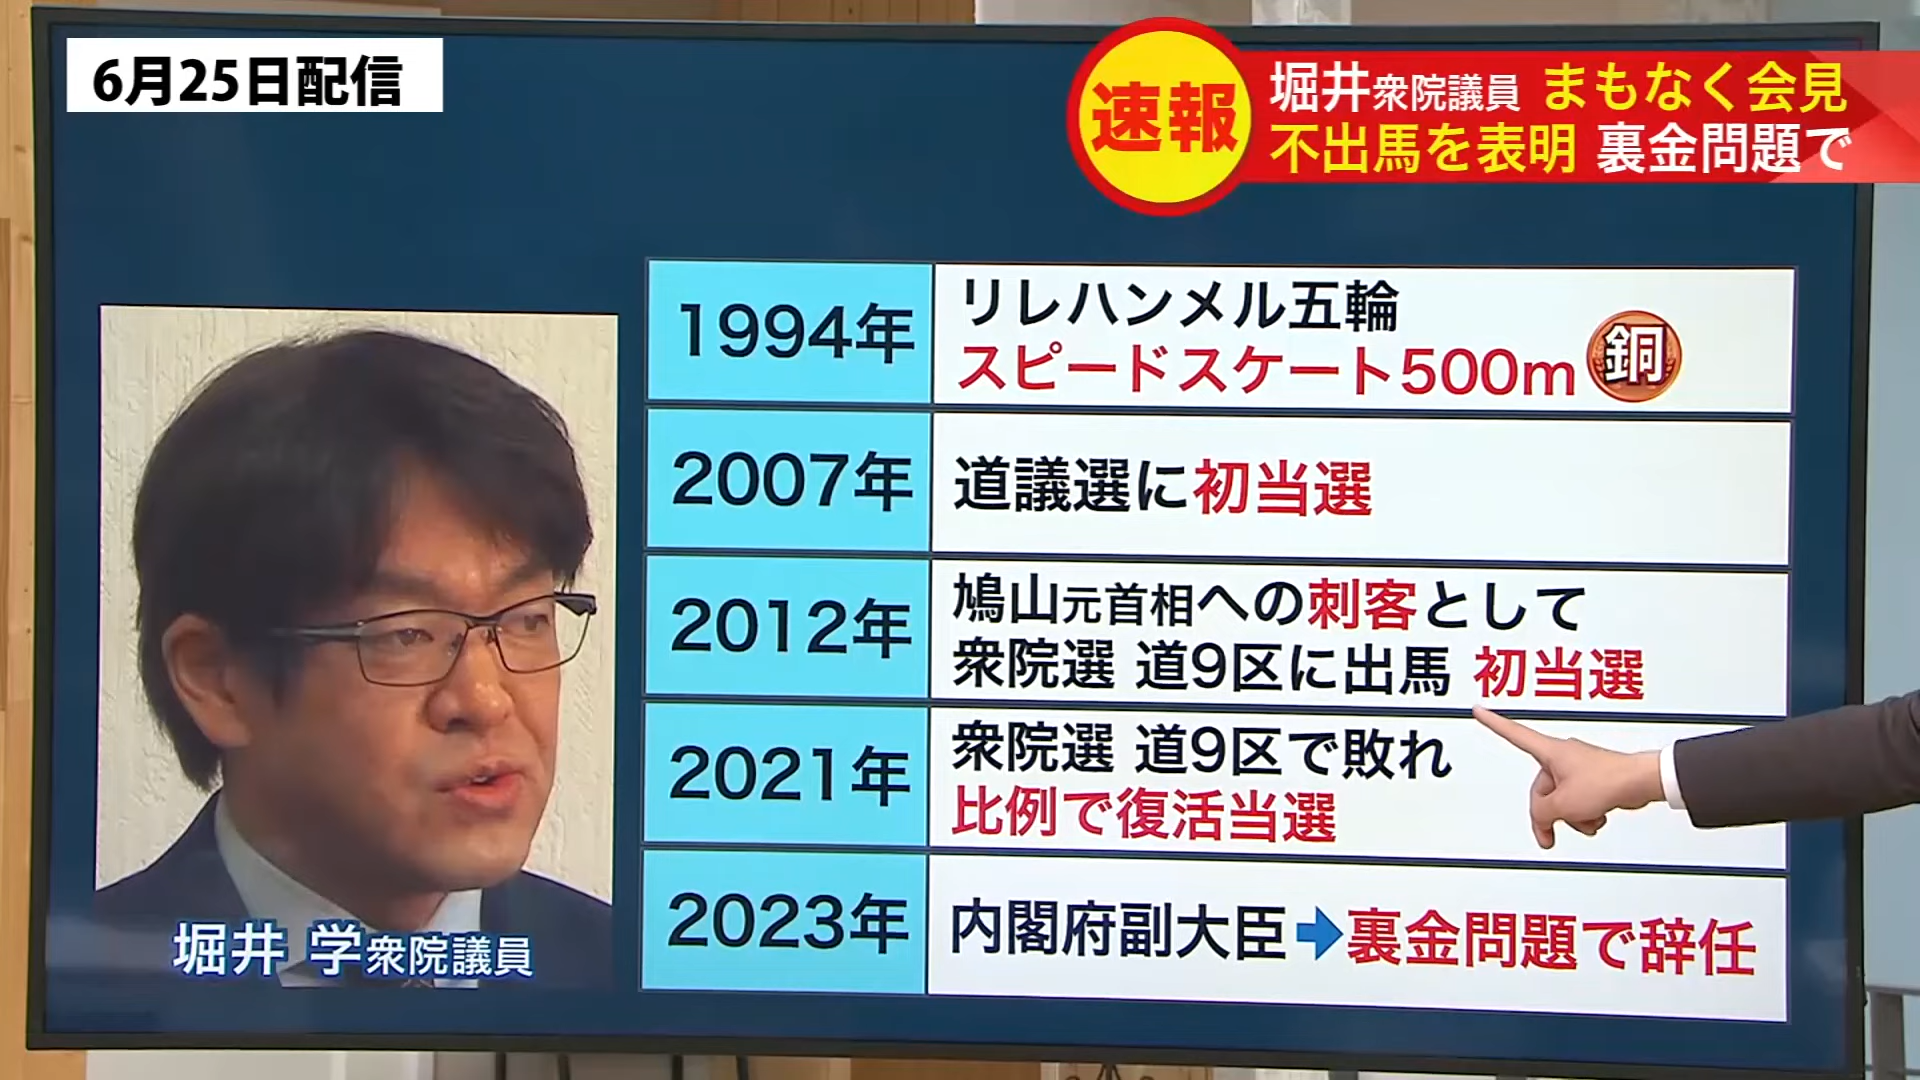 6月25日配信
速報
堀井衆院議員 まもなく会見
不出馬を表明 裏金問題で
1994年
リレハンメル五輪
スピードスケート500m 銅
2007年
道議選に初当選
2012年
鳩山元首相への刺客として
衆院選 道9区に出馬 初当選
2021年
衆院選 道9区で敗れ
比例で復活当選
2023年
内閣府副大臣➡裏金問題で辞任
堀井 学衆院議員